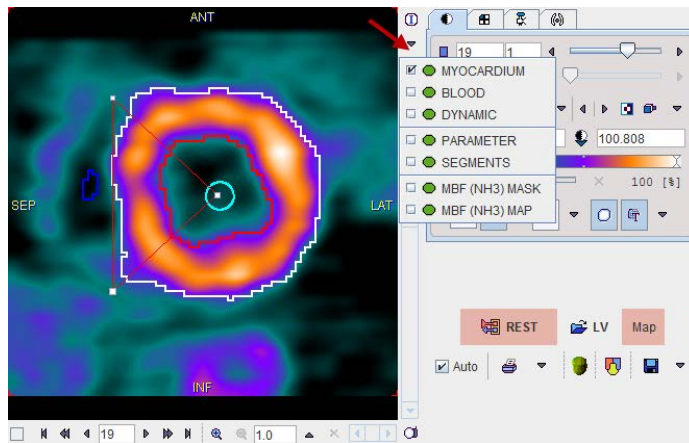 ANT
SEP
LAT
INF
19 1.0
19 1
MYOCARDIUM
BLOOD
DYNAMIC
PARAMETER
SEGMENTS
MBF (NH3) MASK
MBF (NH3) MAP
100.808
100 [%]
REST LV Map
Auto